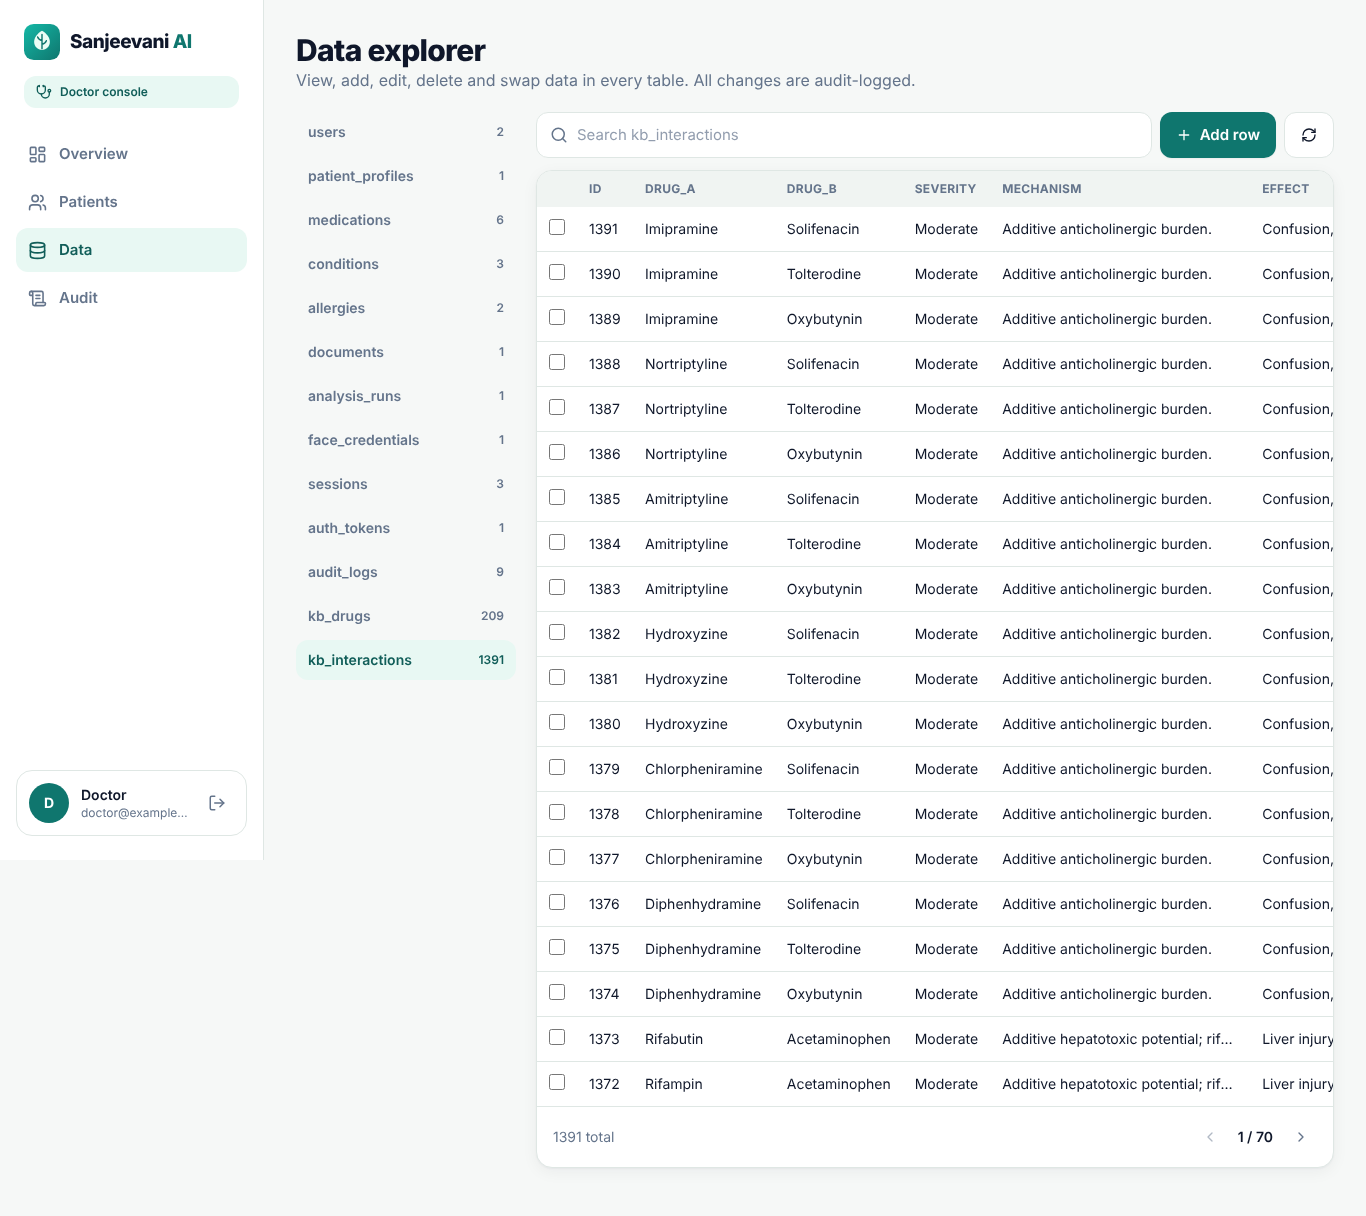 Sanjeevani AI
Doctor console
Overview
Patients
Data
Audit
D
Doctor
doctor@example...
Data explorer
View, add, edit, delete and swap data in every table. All changes are audit-logged.
users 2
patient_profiles 1
medications 6
conditions 3
allergies 2
documents 1
analysis_runs 1
face_credentials 1
sessions 3
auth_tokens 1
audit_logs 9
kb_drugs 209
kb_interactions 1391
Search kb_interactions
+ Add row
ID DRUG_A DRUG_B SEVERITY MECHANISM EFFECT
1391 Imipramine Solifenacin Moderate Additive anticholinergic burden. Confusion,
1390 Imipramine Tolterodine Moderate Additive anticholinergic burden. Confusion,
1389 Imipramine Oxybutynin Moderate Additive anticholinergic burden. Confusion,
1388 Nortriptyline Solifenacin Moderate Additive anticholinergic burden. Confusion,
1387 Nortriptyline Tolterodine Moderate Additive anticholinergic burden. Confusion,
1386 Nortriptyline Oxybutynin Moderate Additive anticholinergic burden. Confusion,
1385 Amitriptyline Solifenacin Moderate Additive anticholinergic burden. Confusion,
1384 Amitriptyline Tolterodine Moderate Additive anticholinergic burden. Confusion,
1383 Amitriptyline Oxybutynin Moderate Additive anticholinergic burden. Confusion,
1382 Hydroxyzine Solifenacin Moderate Additive anticholinergic burden. Confusion,
1381 Hydroxyzine Tolterodine Moderate Additive anticholinergic burden. Confusion,
1380 Hydroxyzine Oxybutynin Moderate Additive anticholinergic burden. Confusion,
1379 Chlorpheniramine Solifenacin Moderate Additive anticholinergic burden. Confusion,
1378 Chlorpheniramine Tolterodine Moderate Additive anticholinergic burden. Confusion,
1377 Chlorpheniramine Oxybutynin Moderate Additive anticholinergic burden. Confusion,
1376 Diphenhydramine Solifenacin Moderate Additive anticholinergic burden. Confusion,
1375 Diphenhydramine Tolterodine Moderate Additive anticholinergic burden. Confusion,
1374 Diphenhydramine Oxybutynin Moderate Additive anticholinergic burden. Confusion,
1373 Rifabutin Acetaminophen Moderate Additive hepatotoxic potential; rif... Liver injury
1372 Rifampin Acetaminophen Moderate Additive hepatotoxic potential; rif... Liver injury
1391 total
1 / 70